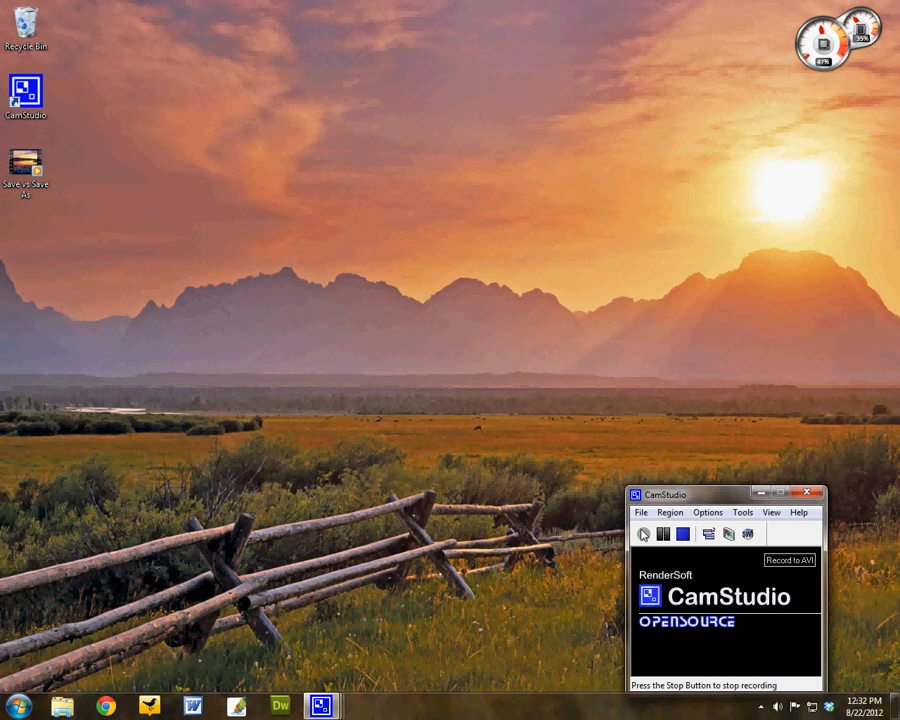 Recycle Bin
CamStudio
Save vs Save
As
47%
35%
CamStudio
File Region Options Tools View Help
Record to AVI
RenderSoft
CamStudio
OPENSOURCE
Press the Stop Button to stop recording
W
Dw
12:32 PM
8/22/2012